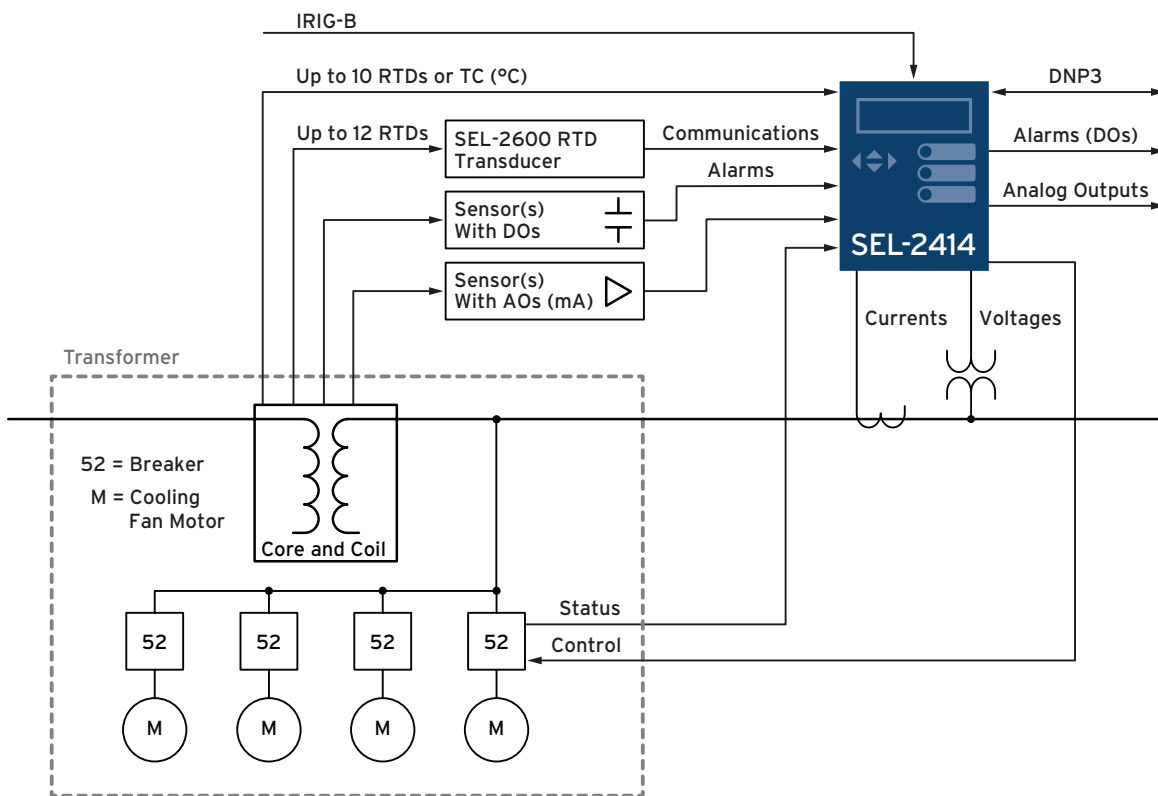 IRIG-B
Up to 10 RTDs or TC (°C)
DNP3
Up to 12 RTDs
SEL-2600 RTD
Transducer
Communications
Alarms (DOs)
Alarms
Sensor(s)
With DOs
Analog Outputs
SEL-2414
Sensor(s)
With AOs (mA)
Currents
Voltages
Transformer
52 = Breaker
M = Cooling
Fan Motor
Core and Coil
Status
Control
52
52
52
52
M
M
M
M